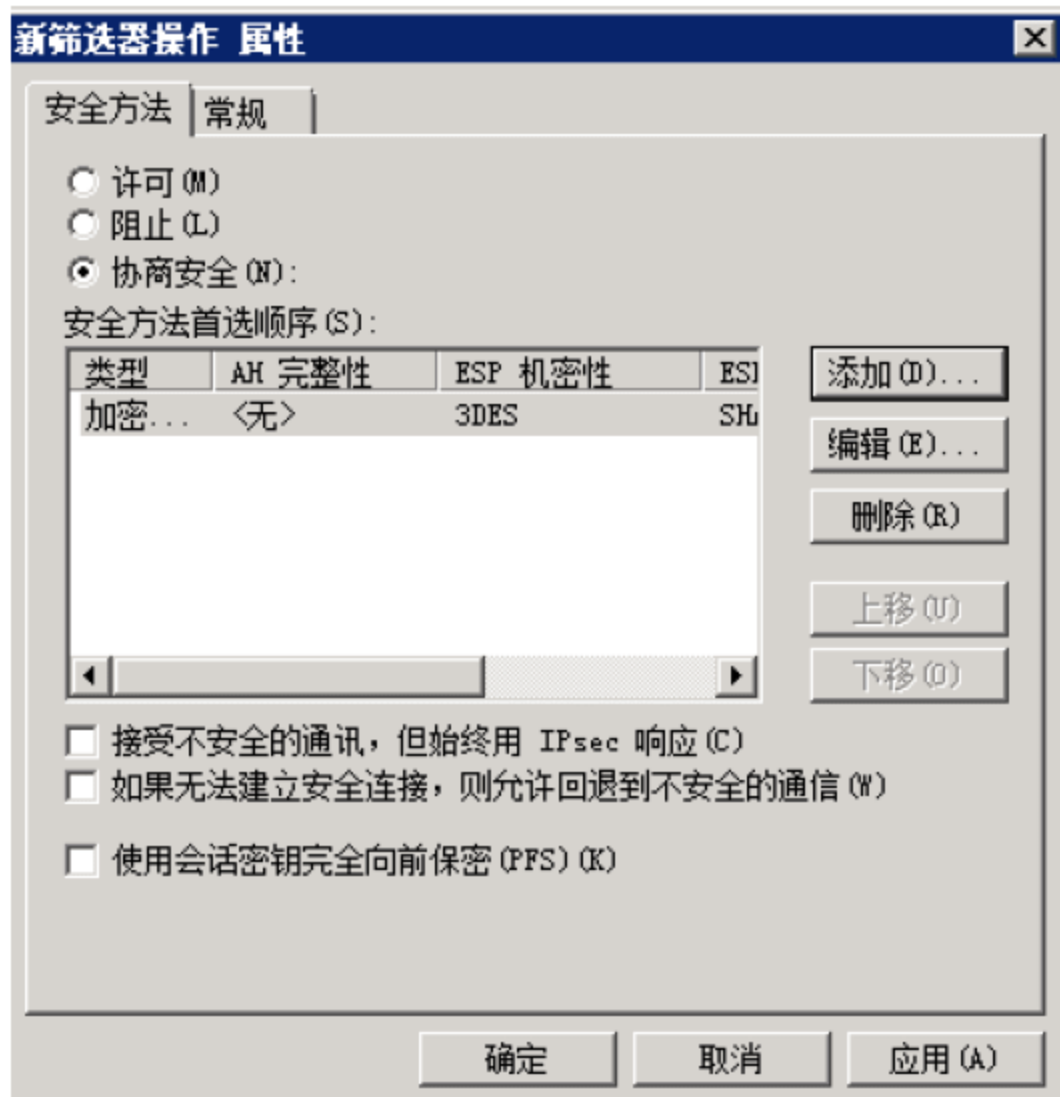 新筛选器操作 属性
安全方法 常规
许可(M)
阻止(L)
协商安全(N):
安全方法首选顺序(S):
类型 AH 完整性 ESP 机密性 ES
加密... <无> 3DES SH
添加(D)...
编辑(E)...
删除(R)
上移(U)
下移(O)
接受不安全的通讯，但始终用 IPsec 响应(C)
如果无法建立安全连接，则允许回退到不安全的通信(W)
使用会话密钥完全向前保密(PFS)(K)
确定 取消 应用(A)